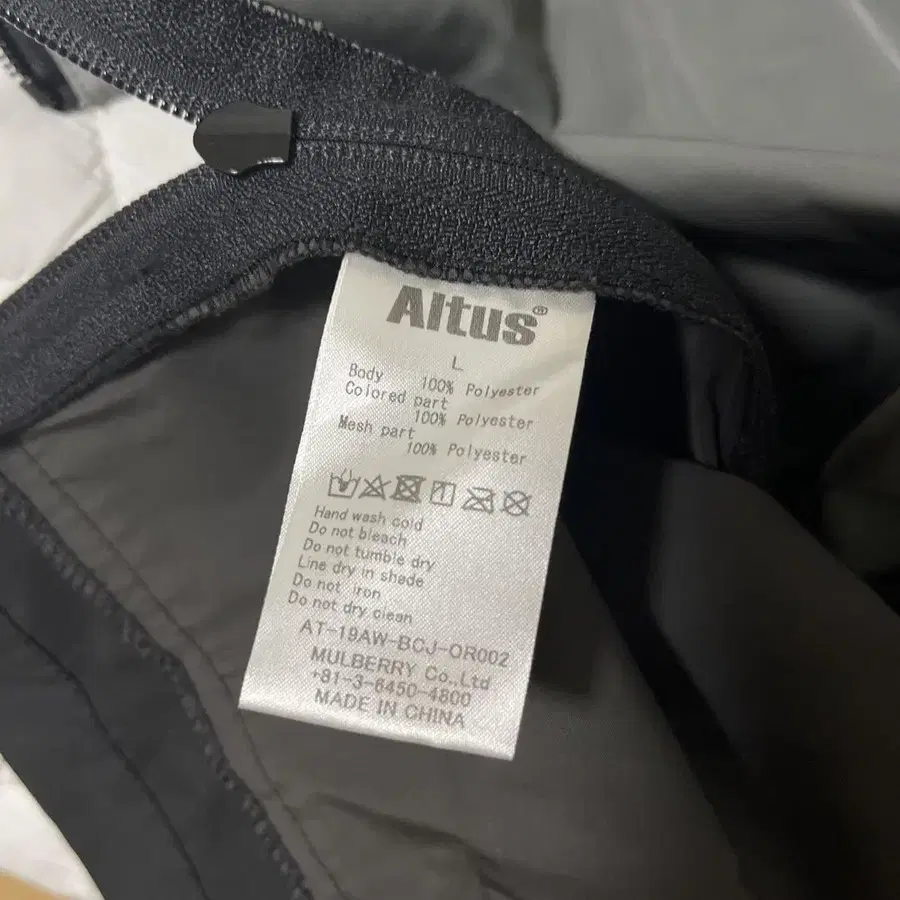 Altus®
L
Body 100% Polyester
Colored part
100% Polyester
Mesh part
100% Polyester
Hand wash cold
Do not bleach
Do not tumble dry
Line dry in shade
Do not iron
Do not dry clean
AT-19AW-BCJ-OR002
MULBERRY Co.,Ltd
+81-3-6450-4800
MADE IN CHINA